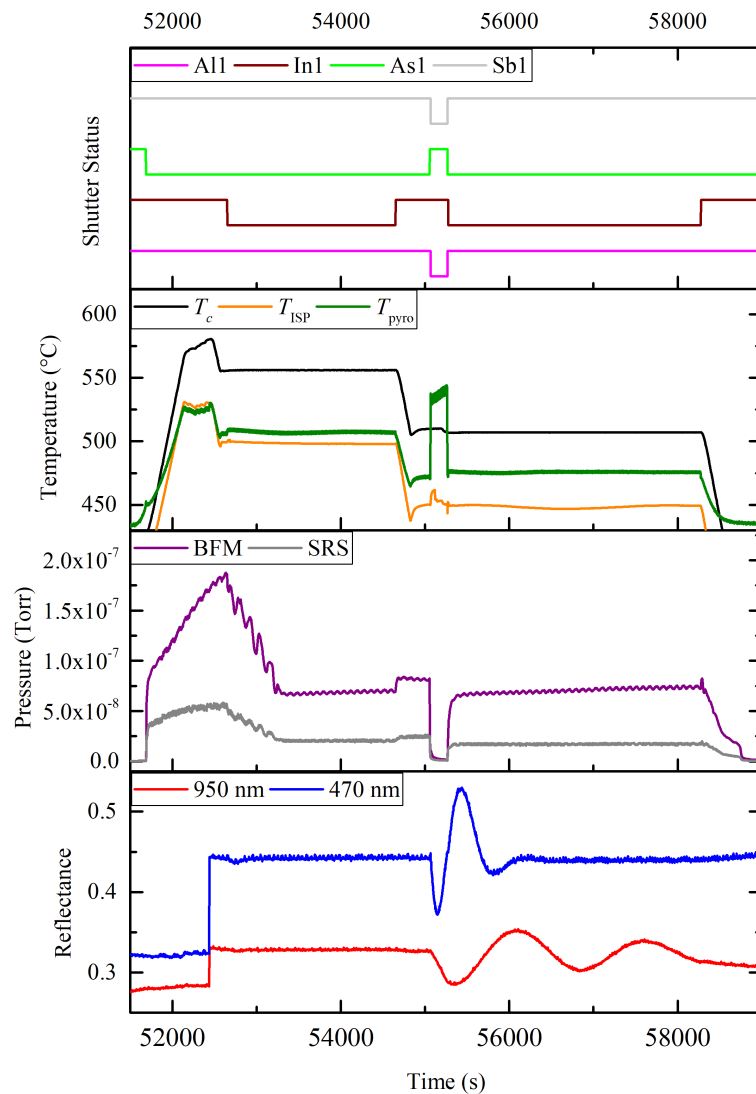 52000 54000 56000 58000
Al1 In1 As1 Sb1
Shutter Status
T_c T_ISP T_pyro
600
550
500
450
Temperature (°C)
BFM SRS
2.0x10⁻⁷
1.5x10⁻⁷
1.0x10⁻⁷
5.0x10⁻⁸
0.0
Pressure (Torr)
950 nm 470 nm
0.5
0.4
0.3
Reflectance
52000 54000 56000 58000
Time (s)